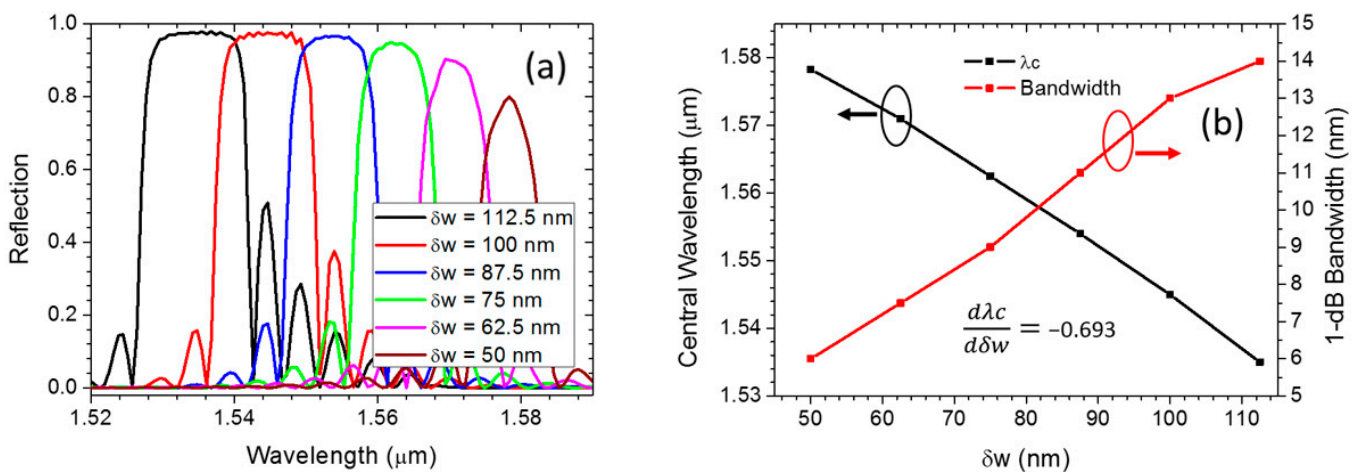 1.0
0.8
0.6
0.4
0.2
0.0
Reflection
(a)
δw = 112.5 nm
δw = 100 nm
δw = 87.5 nm
δw = 75 nm
δw = 62.5 nm
δw = 50 nm
1.52 1.54 1.56 1.58
Wavelength (μm)
1.58
1.57
1.56
1.55
1.54
1.53
Central Wavelength (μm)
λc
Bandwidth
(b)
dλc/dδw = −0.693
15
14
13
12
11
10
9
8
7
6
5
1-dB Bandwidth (nm)
50 60 70 80 90 100 110
δw (nm)